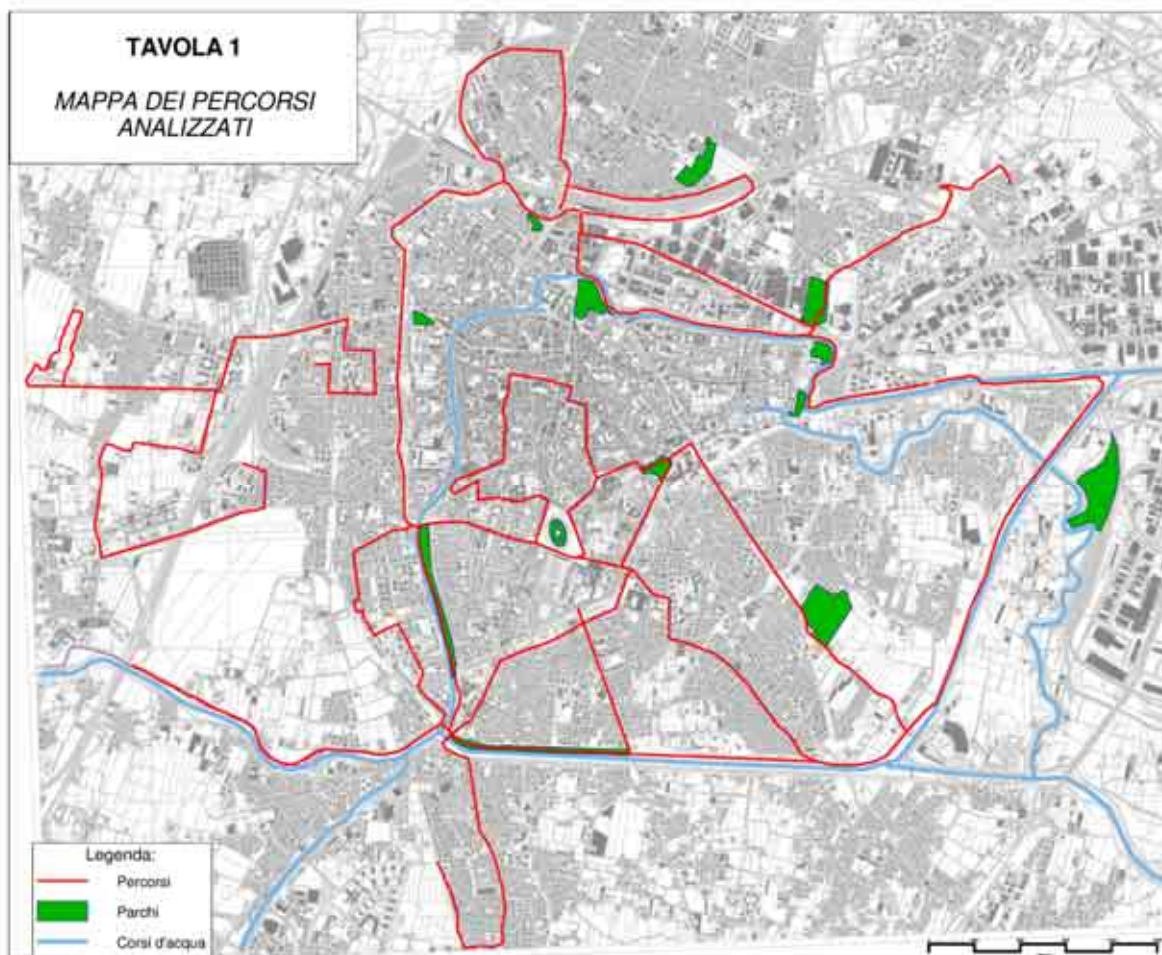 TAVOLA 1
MAPPA DEI PERCORSI
ANALIZZATI
Legenda:
Percorsi
Parchi
Corsi d'acqua